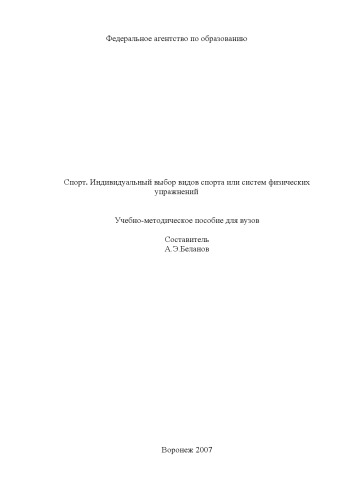 Федеральное агентство по образованию
Спорт. Индивидуальный выбор видов спорта или систем физических
упражнений
Учебно-методическое пособие для вузов
Составитель
А.Э.Беланов
Воронеж 2007